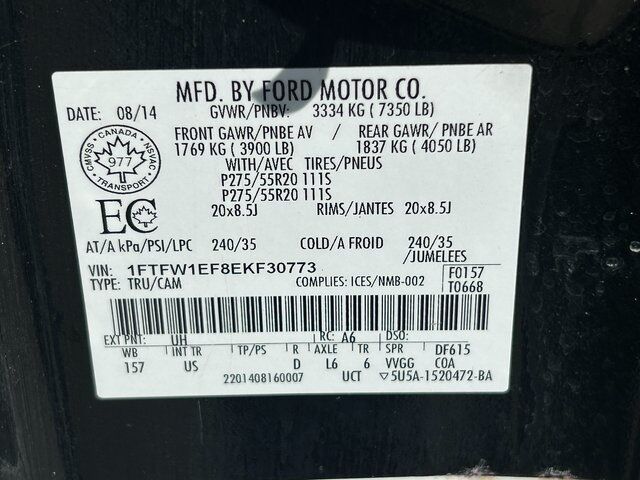 MFD. BY FORD MOTOR CO.
DATE: 08/14 GVWR/PNBV: 3334 KG ( 7350 LB)
FRONT GAWR/PNBE AV / REAR GAWR/ PNBE AR
1769 KG ( 3900 LB) 1837 KG ( 4050 LB)
CMVSS CANADA NSVAC
977
TRANSPORT
WITH/AVEC TIRES/PNEUS
P275/55R20 111S
P275/55R20 111S
EC
20x8.5J RIMS/JANTES 20x8.5J
AT/A kPa/PSI/LPC 240/35 COLD/A FROID 240/35
/JUMELEES
VIN: 1FTFW1EF8EKF30773 F0157
TYPE: TRU/CAM COMPLIES: ICES/NMB-002 T0668
EXT PNT: UH RC: A6 DSO:
WB INT TR TP/PS R AXLE TR SPR DF615
157 US D L6 6 VVGG C0A
2201408160007 UCT ▽5U5A-1520472-BA